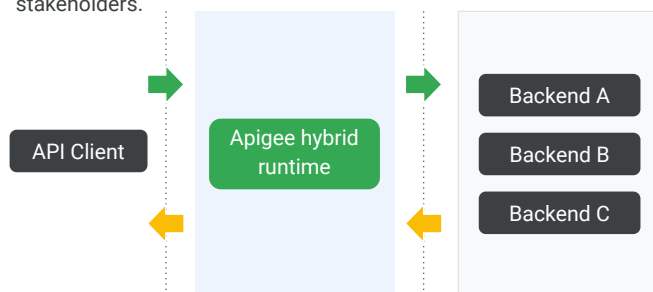 stakeholders.
API Client
Apigee hybrid
runtime
Backend A
Backend B
Backend C